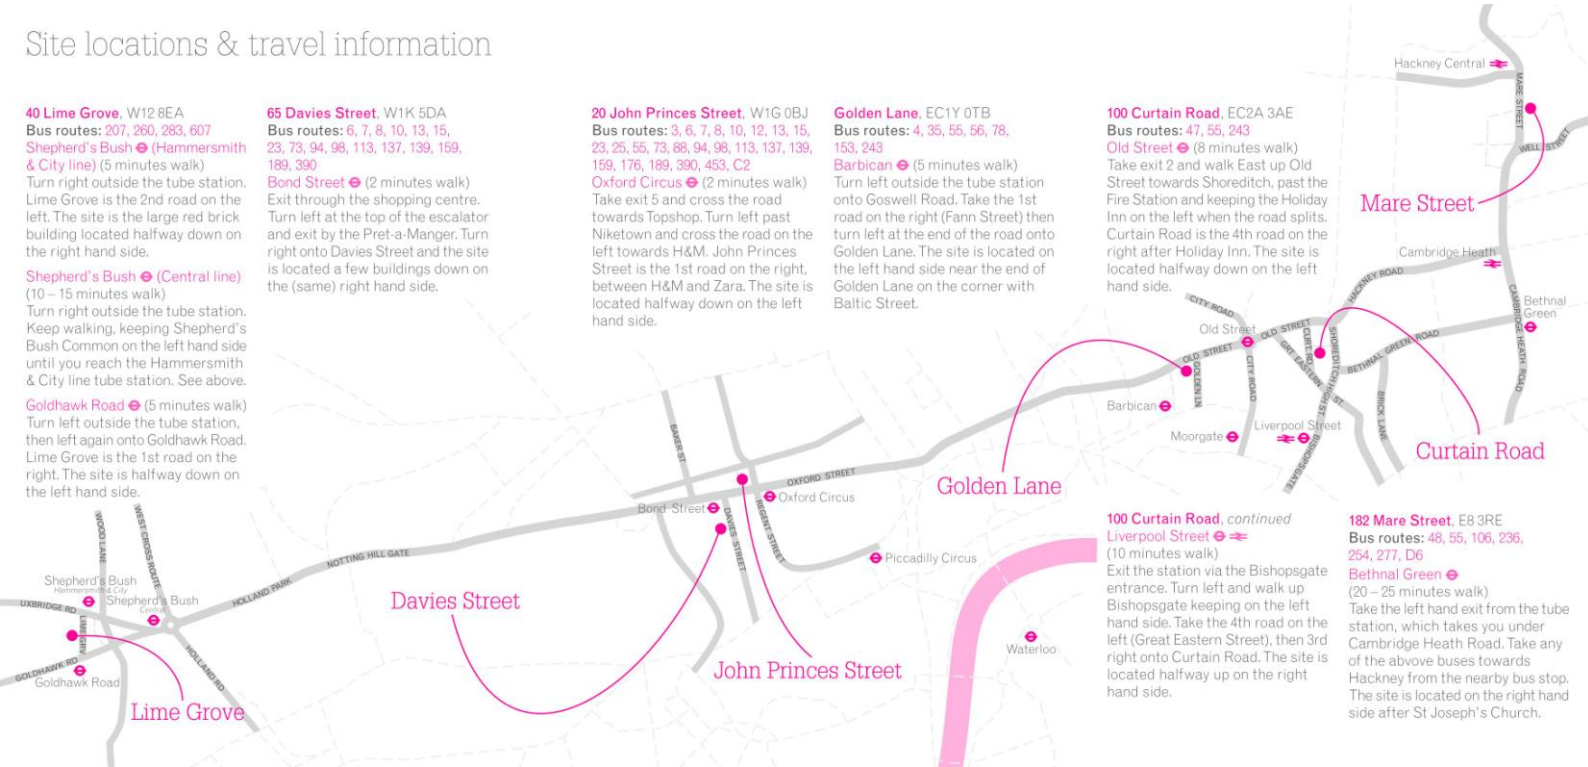 Site locations & travel information
40 Lime Grove, W12 8EA
Bus routes: 207, 260, 283, 607
Shepherd's Bush (Hammersmith
& City line) (5 minutes walk)
Turn right outside the tube station.
Lime Grove is the 2nd road on the
left. The site is the large red brick
building located halfway down on
the right hand side.
Shepherd's Bush (Central line)
(10 – 15 minutes walk)
Turn right outside the tube station.
Keep walking, keeping Shepherd's
Bush Common on the left hand side
until you reach the Hammersmith
& City line tube station. See above.
Goldhawk Road (5 minutes walk)
Turn left outside the tube station,
then left again onto Goldhawk Road.
Lime Grove is the 1st road on the
right. The site is halfway down on
the left hand side.
65 Davies Street, W1K 5DA
Bus routes: 6, 7, 8, 10, 13, 15,
23, 73, 94, 98, 113, 137, 139, 159,
189, 390
Bond Street (2 minutes walk)
Exit through the shopping centre.
Turn left at the top of the escalator
and exit by the Pret-a-Manger. Turn
right onto Davies Street and the site
is located a few buildings down on
the (same) right hand side.
20 John Princes Street, W1G 0BJ
Bus routes: 3, 6, 7, 8, 10, 12, 13, 15,
23, 25, 55, 73, 88, 94, 98, 113, 137, 139,
159, 176, 189, 390, 453, C2
Oxford Circus (2 minutes walk)
Take exit 5 and cross the road
towards Topshop. Turn left past
Niketown and cross the road on the
left towards H&M. John Princes
Street is the 1st road on the right,
between H&M and Zara. The site is
located halfway down on the left
hand side.
Golden Lane, EC1Y 0TB
Bus routes: 4, 35, 55, 56, 78,
153, 243
Barbican (5 minutes walk)
Turn left outside the tube station
onto Goswell Road. Take the 1st
road on the right (Fann Street) then
turn left at the end of the road onto
Golden Lane. The site is located on
the left hand side near the end of
Golden Lane on the corner with
Baltic Street.
100 Curtain Road, EC2A 3AE
Bus routes: 47, 55, 243
Old Street (8 minutes walk)
Take exit 2 and walk East up Old
Street towards Shoreditch, past the
Fire Station and keeping the Holiday
Inn on the left when the road splits.
Curtain Road is the 4th road on the
right after Holiday Inn. The site is
located halfway down on the left
hand side.
100 Curtain Road, continued
Liverpool Street
(10 minutes walk)
Exit the station via the Bishopsgate
entrance. Turn left and walk up
Bishopsgate keeping on the left
hand side. Take the 4th road on the
left (Great Eastern Street), then 3rd
right onto Curtain Road. The site is
located halfway up on the right
hand side.
182 Mare Street, E8 3RE
Bus routes: 48, 55, 106, 236,
254, 277, D6
Bethnal Green
(20 – 25 minutes walk)
Take the left hand exit from the tube
station, which takes you under
Cambridge Heath Road. Take any
of the abvove buses towards
Hackney from the nearby bus stop.
The site is located on the right hand
side after St Joseph's Church.
Hackney Central
MARE STREET
WELL STREET
Mare Street
Cambridge Heath
HACKNEY ROAD
CAMBRIDGE HEATH ROAD
Bethnal
Green
CITY ROAD
Old Street
OLD STREET
OLD STREET
CURT. RD
SHOREDITCH HIGH ST.
GRT EASTERN ST
BETHNAL GREEN ROAD
GOLDEN LN
CITY ROAD
BRICK LANE
Barbican
Moorgate
Liverpool Street
BISHOPSGATE
Curtain Road
Golden Lane
BAKER ST
OXFORD STREET
Oxford Circus
Bond Street
DAVIES STREET
REGENT STREET
Piccadilly Circus
Davies Street
John Princes Street
Waterloo
NOTTING HILL GATE
HOLLAND PARK
WOOD LANE
WEST CROSS ROUTE
Shepherd's Bush
Hammersmith & City
Shepherd's Bush
Central
UXBRIDGE RD
LIME GRV
GOLDHAWK RD
Goldhawk Road
HOLLAND RD
Lime Grove